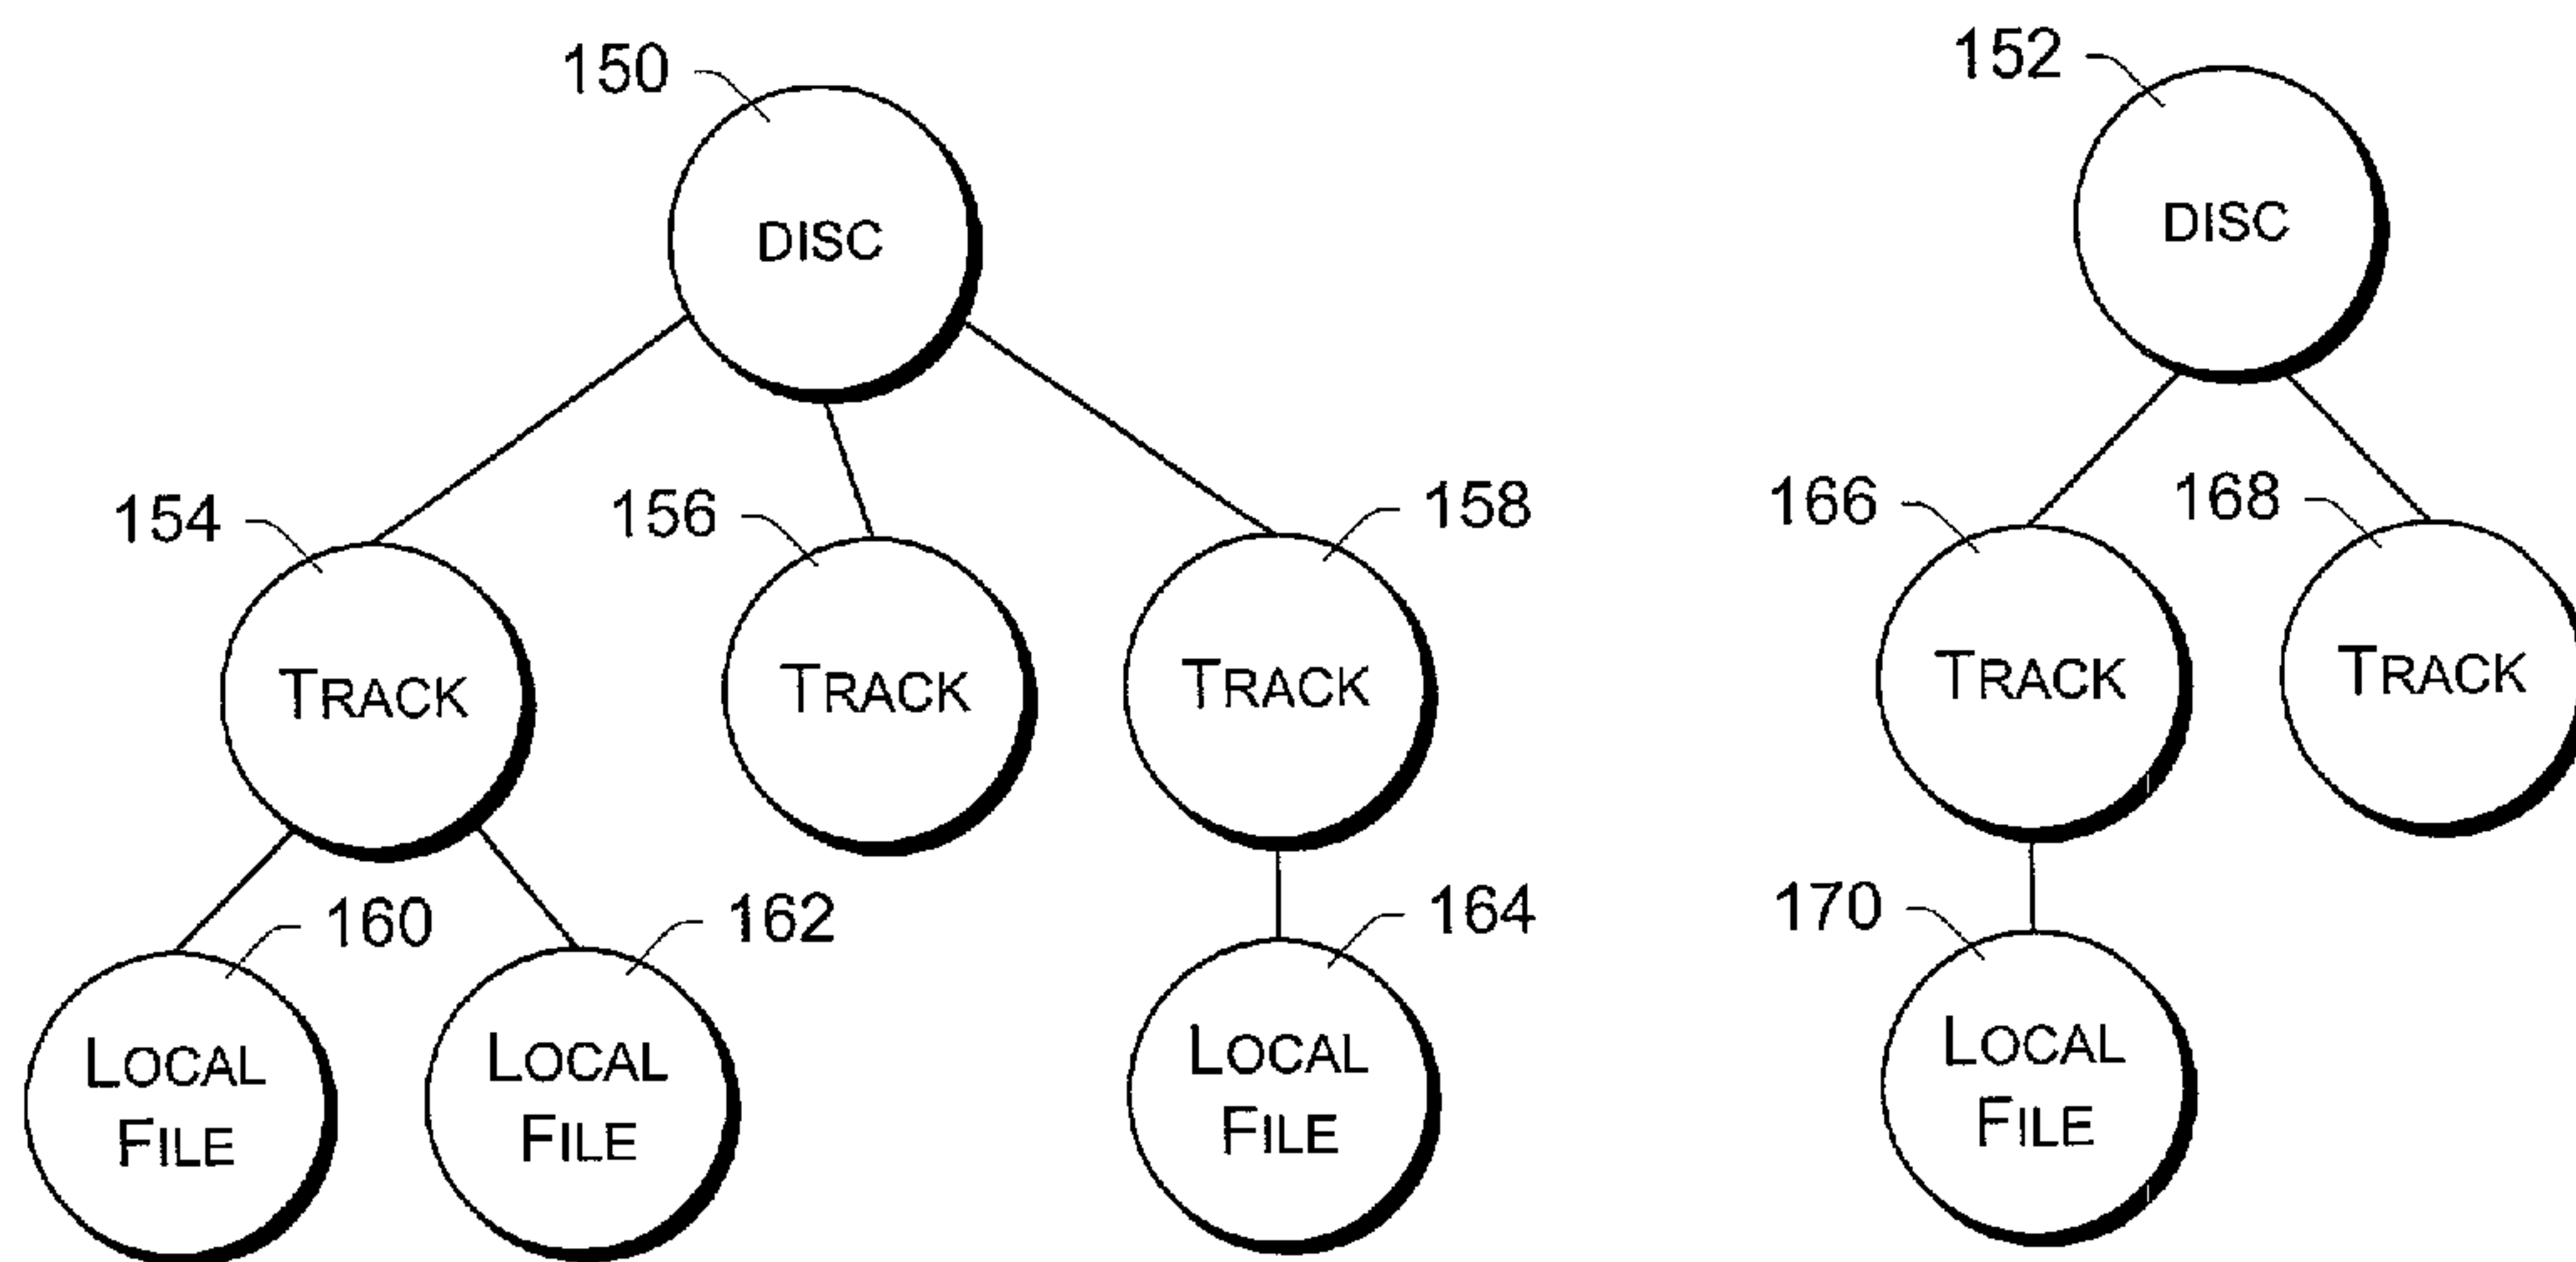 150
152
DISC
DISC
154
156
158
166
168
TRACK
TRACK
TRACK
TRACK
TRACK
160
162
164
170
LOCAL
FILE
LOCAL
FILE
LOCAL
FILE
LOCAL
FILE